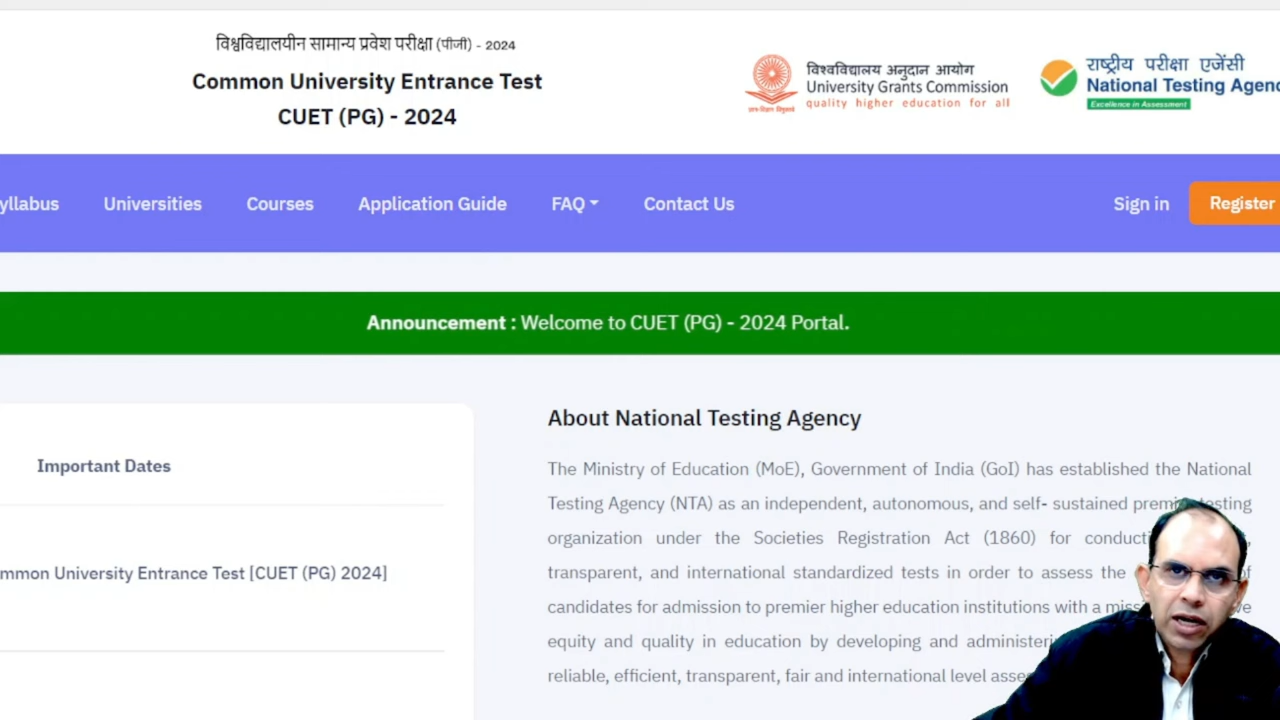 विश्वविद्यालयीन सामान्य प्रवेश परीक्षा (पीजी) - 2024
Common University Entrance Test
CUET (PG) - 2024
विश्वविद्यालय अनुदान आयोग
University Grants Commission
quality higher education for all
राष्ट्रीय परीक्षा एजेंसी
National Testing Agenc
Excellence in Assessment
yllabus Universities Courses Application Guide FAQ Contact Us Sign in Register
Announcement : Welcome to CUET (PG) - 2024 Portal.
Important Dates
mmon University Entrance Test [CUET (PG) 2024]
About National Testing Agency
The Ministry of Education (MoE), Government of India (GoI) has established the National
Testing Agency (NTA) as an independent, autonomous, and self- sustained premi testing
organization under the Societies Registration Act (1860) for conduct
transparent, and international standardized tests in order to assess the of
candidates for admission to premier higher education institutions with a miss ve
equity and quality in education by developing and administeri
reliable, efficient, transparent, fair and international level asse